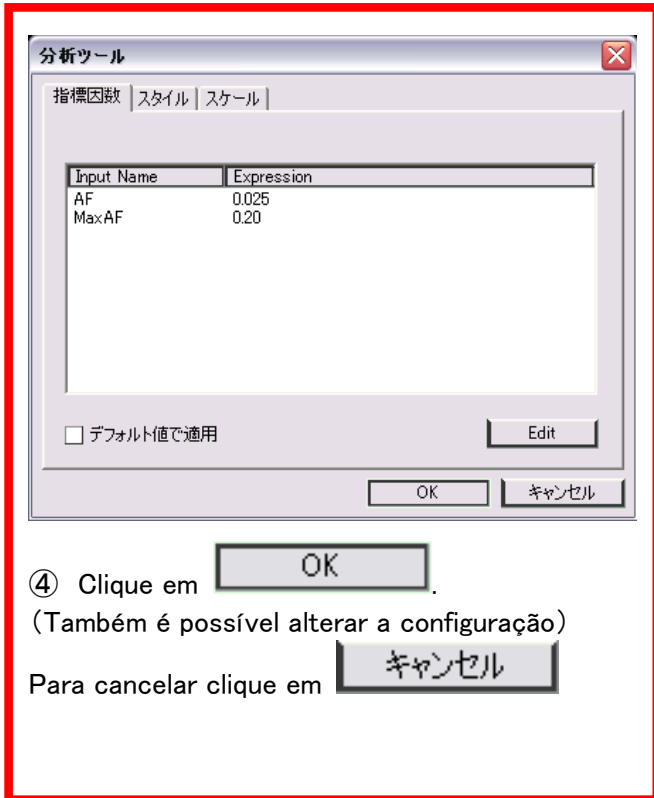 分析ツール
指標因数 スタイル スケール
Input Name Expression
AF 0.025
MaxAF 0.20
デフォルト値で適用 Edit
OK キャンセル
④ Clique em OK.
(Também é possível alterar a configuração)
Para cancelar clique em キャンセル